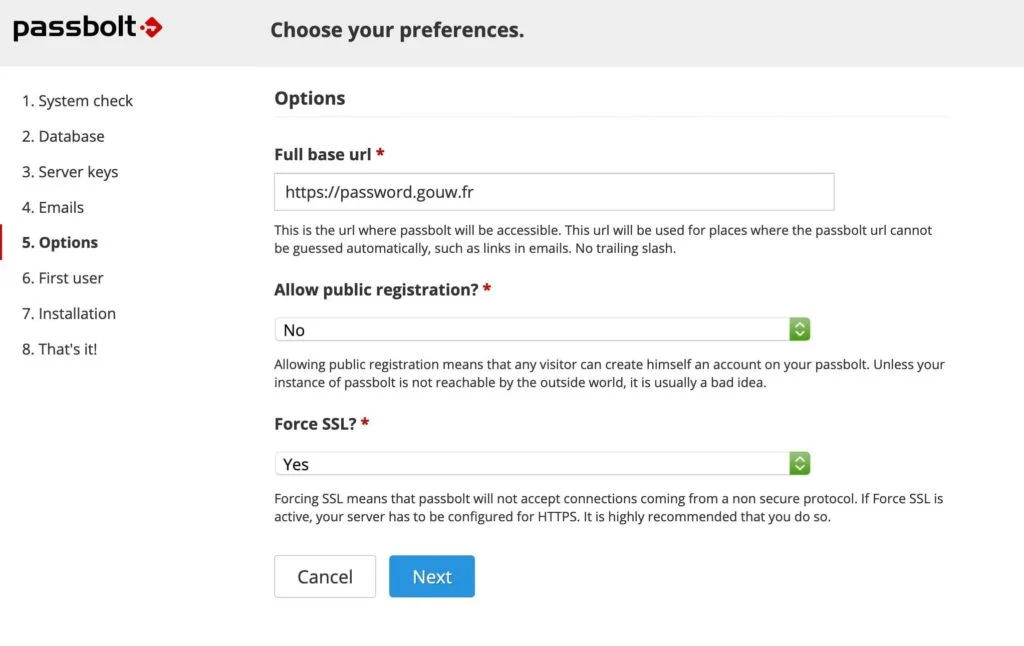 passbolt
Choose your preferences.
1. System check
2. Database
3. Server keys
4. Emails
5. Options
6. First user
7. Installation
8. That's it!
Options
Full base url *
https://password.gouw.fr
This is the url where passbolt will be accessible. This url will be used for places where the passbolt url cannot
be guessed automatically, such as links in emails. No trailing slash.
Allow public registration? *
No
Allowing public registration means that any visitor can create himself an account on your passbolt. Unless your
instance of passbolt is not reachable by the outside world, it is usually a bad idea.
Force SSL? *
Yes
Forcing SSL means that passbolt will not accept connections coming from a non secure protocol. If Force SSL is
active, your server has to be configured for HTTPS. It is highly recommended that you do so.
Cancel
Next